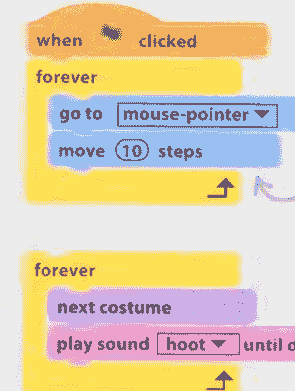 when clicked
forever
go to mouse-pointer
move 10 steps
forever
next costume
play sound hoot until